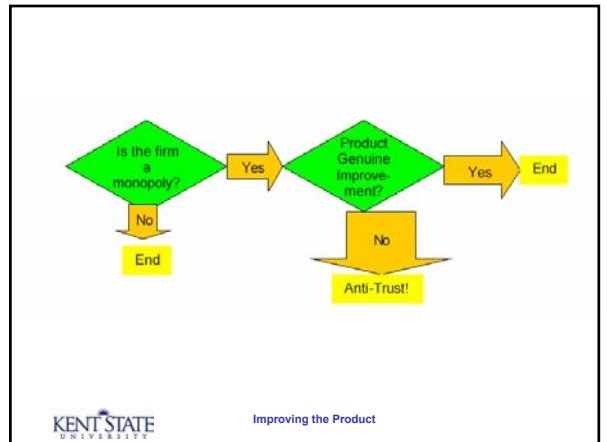 Is the firm
a
monopoly?
Yes
Product
Genuine
Improve-
ment?
Yes
End
No
End
No
Anti-Trust!
KENT STATE
UNIVERSITY
Improving the Product